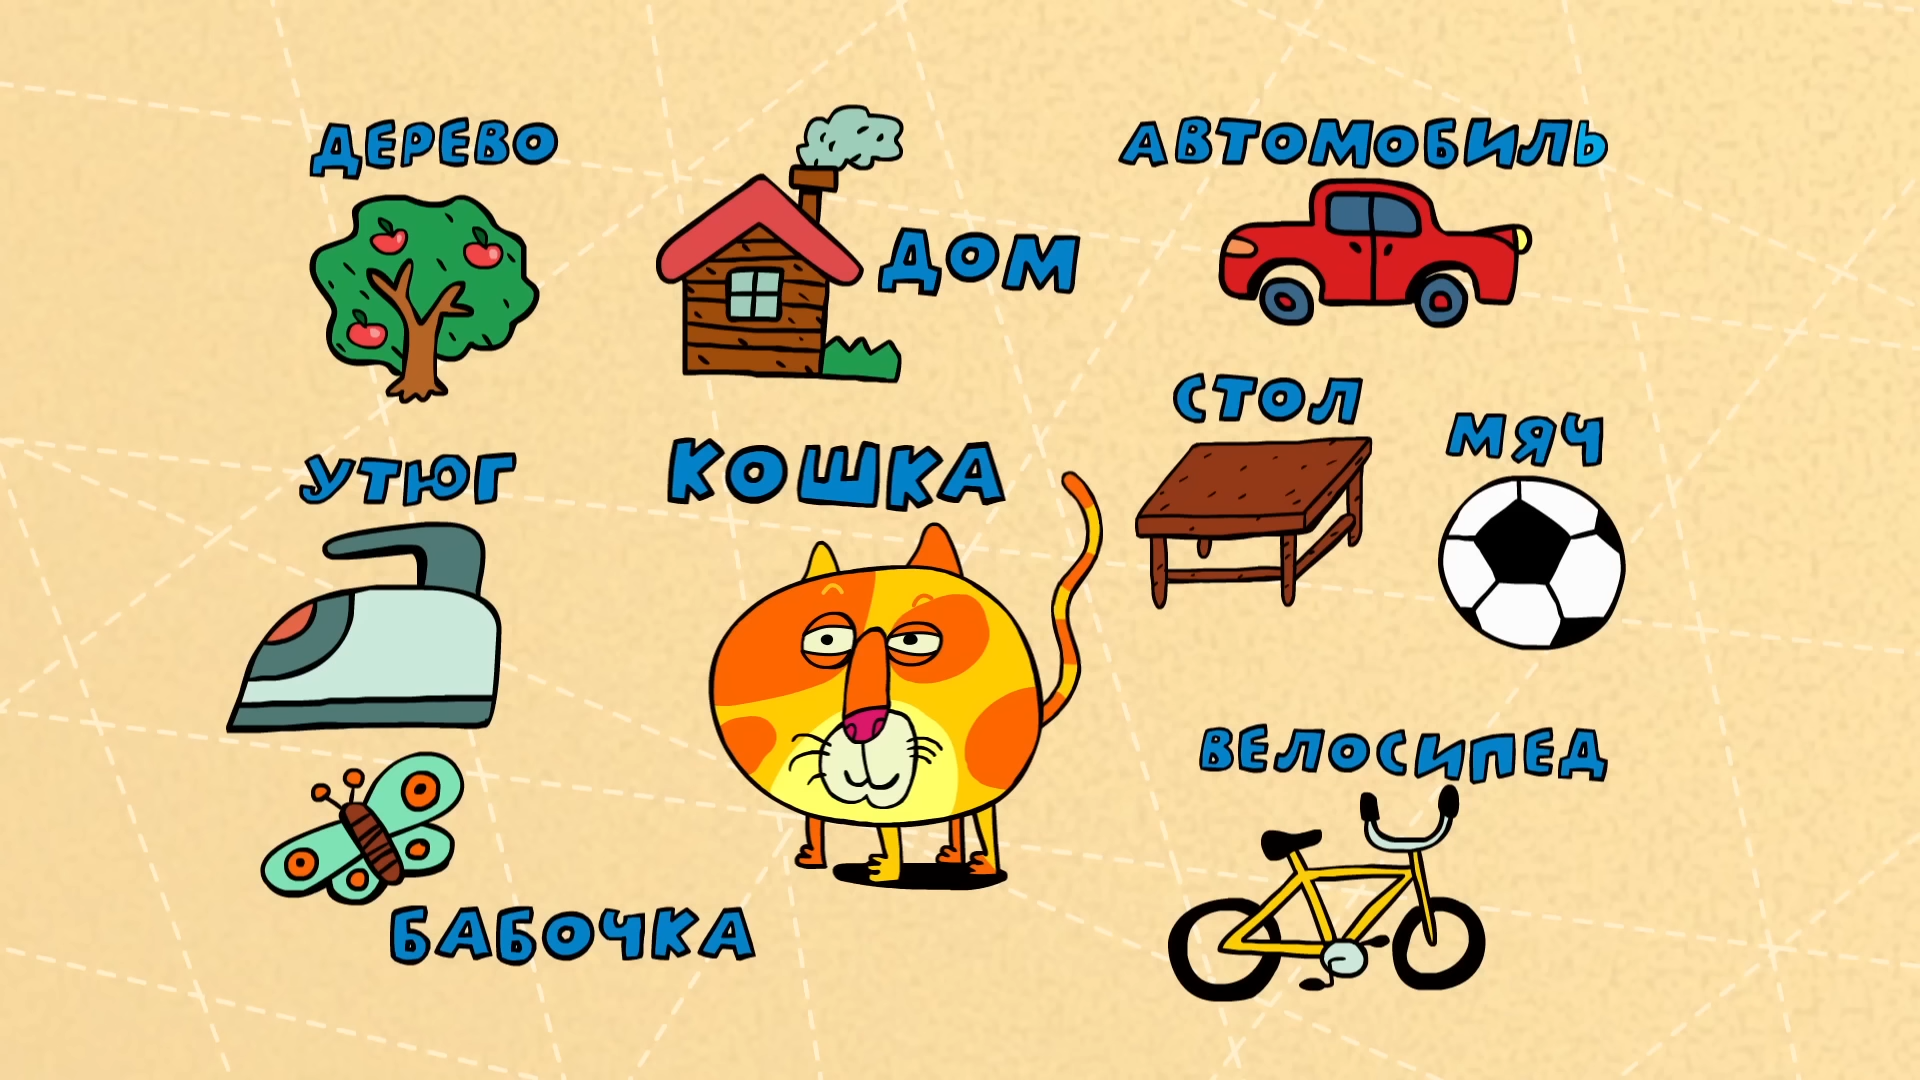 ДЕРЕВО
ДОМ
АВТОМОБИЛЬ
СТОЛ
МЯЧ
УТЮГ
КОШКА
ВЕЛОСИПЕД
БАБОЧКА